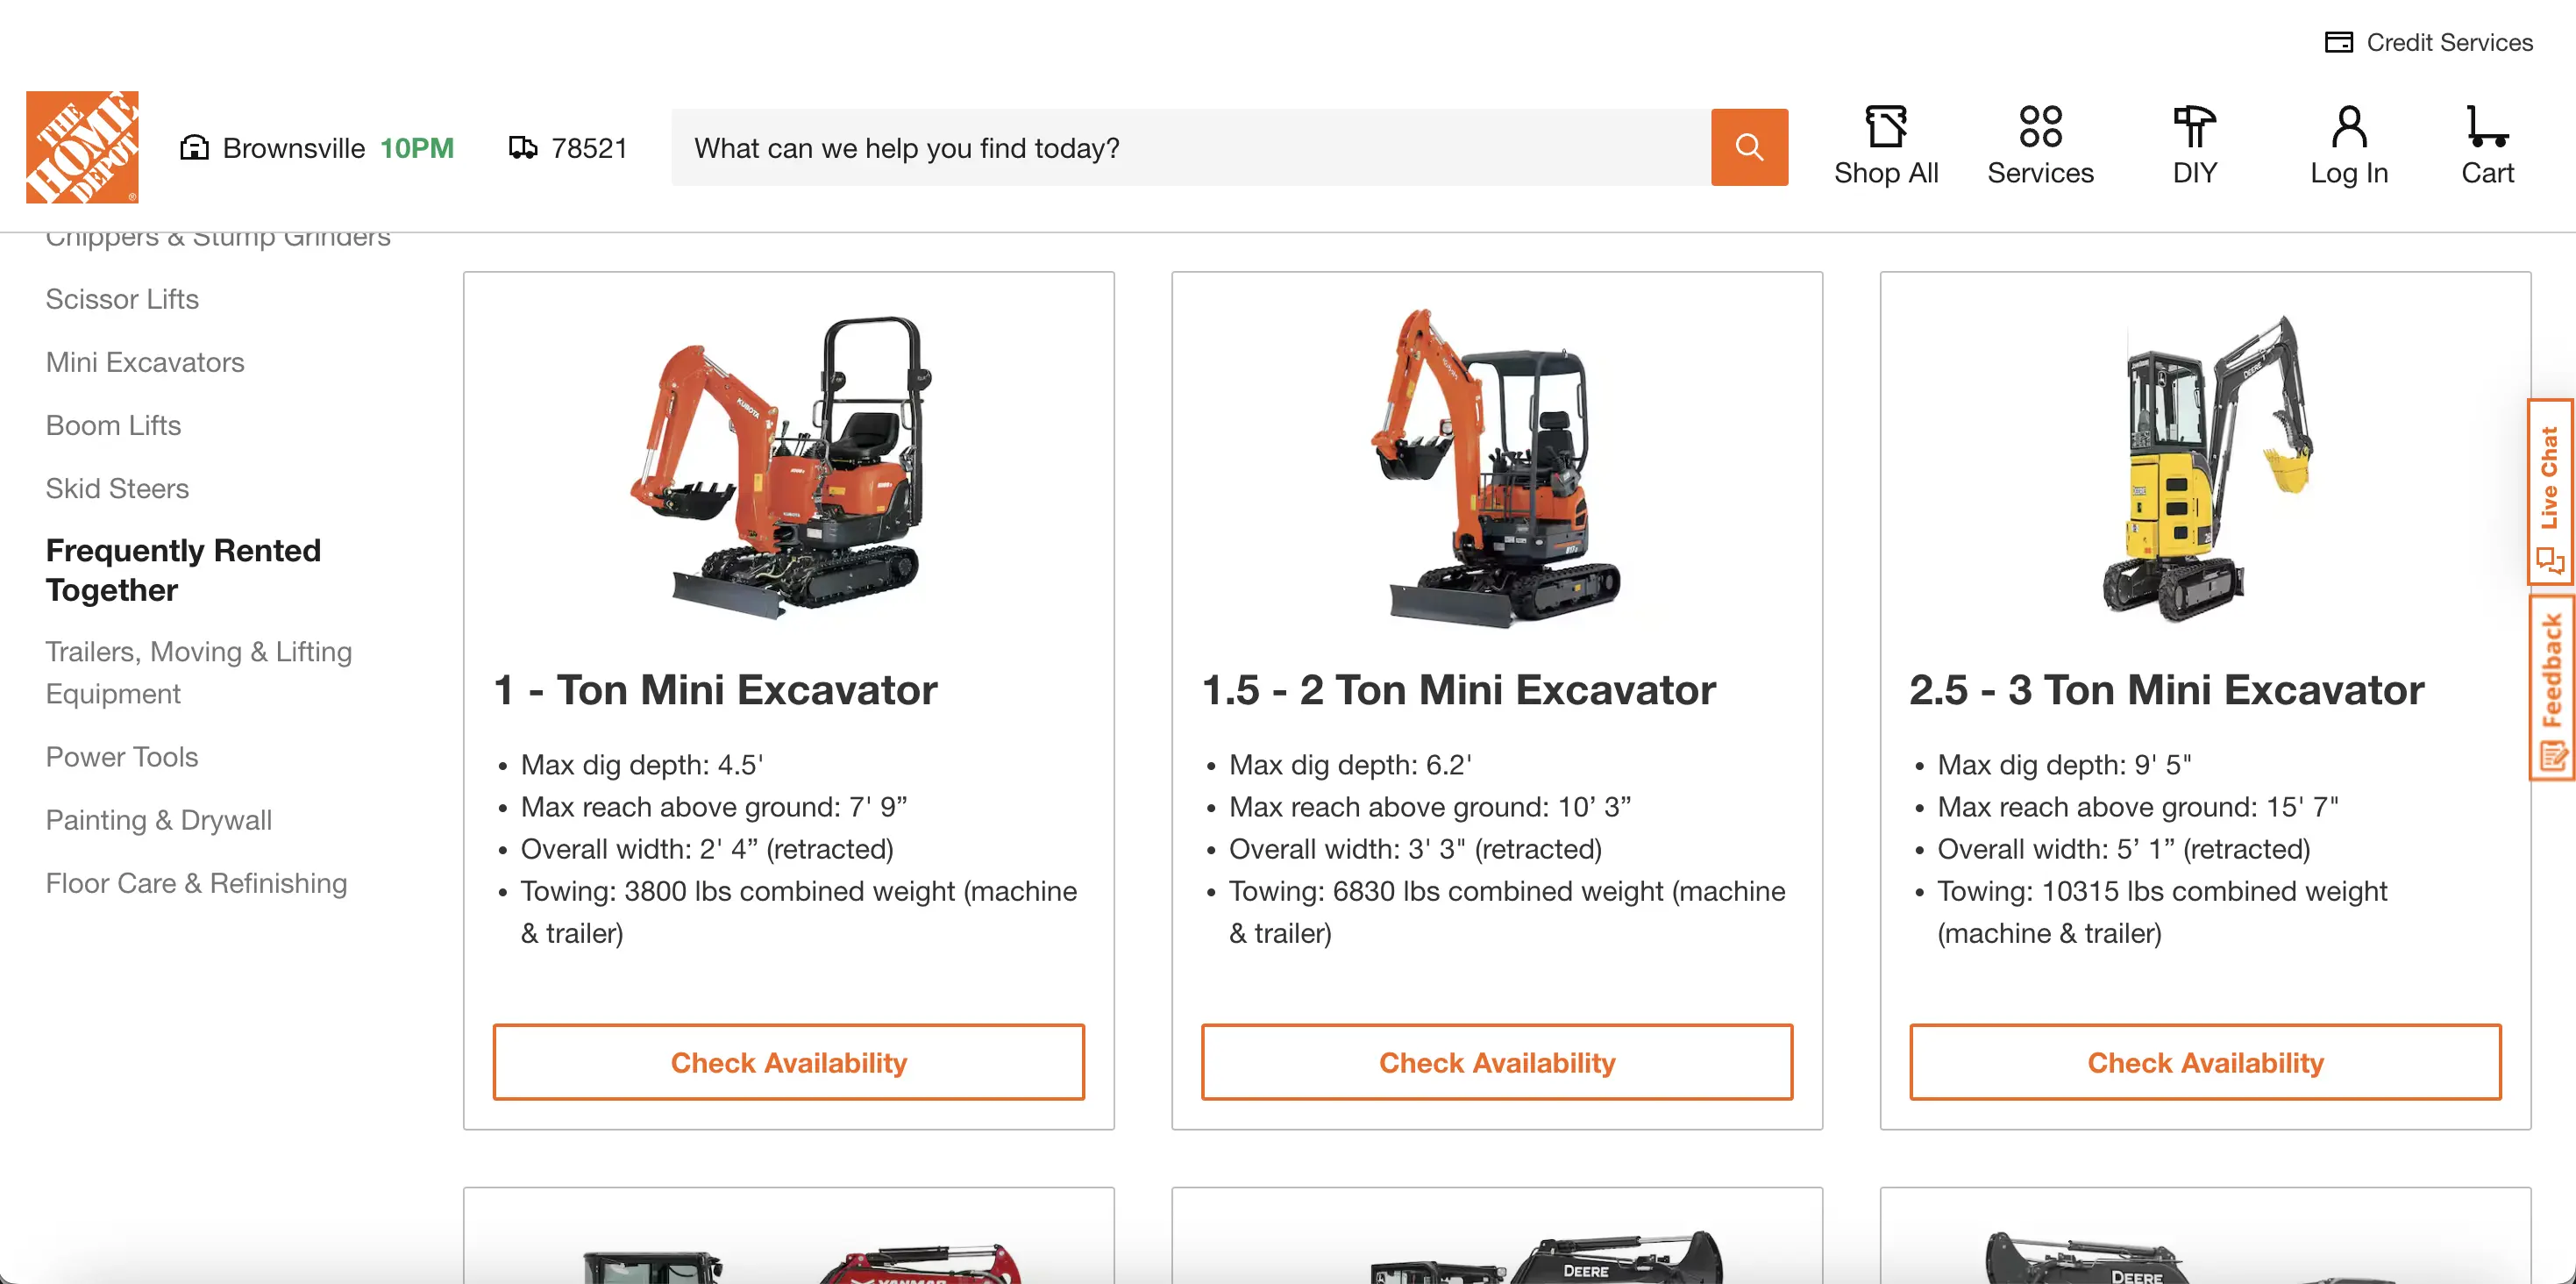 Credit Services
THE
HOME
DEPOT
Brownsville 10PM
78521
What can we help you find today?
Shop All
Services
DIY
Log In
Cart
Chippers & Stump Grinders
Scissor Lifts
Mini Excavators
Boom Lifts
Skid Steers
Frequently Rented
Together
Trailers, Moving & Lifting
Equipment
Power Tools
Painting & Drywall
Floor Care & Refinishing
KUBOTA
1 - Ton Mini Excavator
• Max dig depth: 4.5'
• Max reach above ground: 7' 9”
• Overall width: 2' 4” (retracted)
• Towing: 3800 lbs combined weight (machine
& trailer)
Check Availability
1.5 - 2 Ton Mini Excavator
• Max dig depth: 6.2'
• Max reach above ground: 10’ 3”
• Overall width: 3' 3" (retracted)
• Towing: 6830 lbs combined weight (machine
& trailer)
Check Availability
DEERE
2.5 - 3 Ton Mini Excavator
• Max dig depth: 9' 5"
• Max reach above ground: 15' 7"
• Overall width: 5’ 1” (retracted)
• Towing: 10315 lbs combined weight
(machine & trailer)
Check Availability
Live Chat
Feedback
YANMAR
DEERE
DEERE